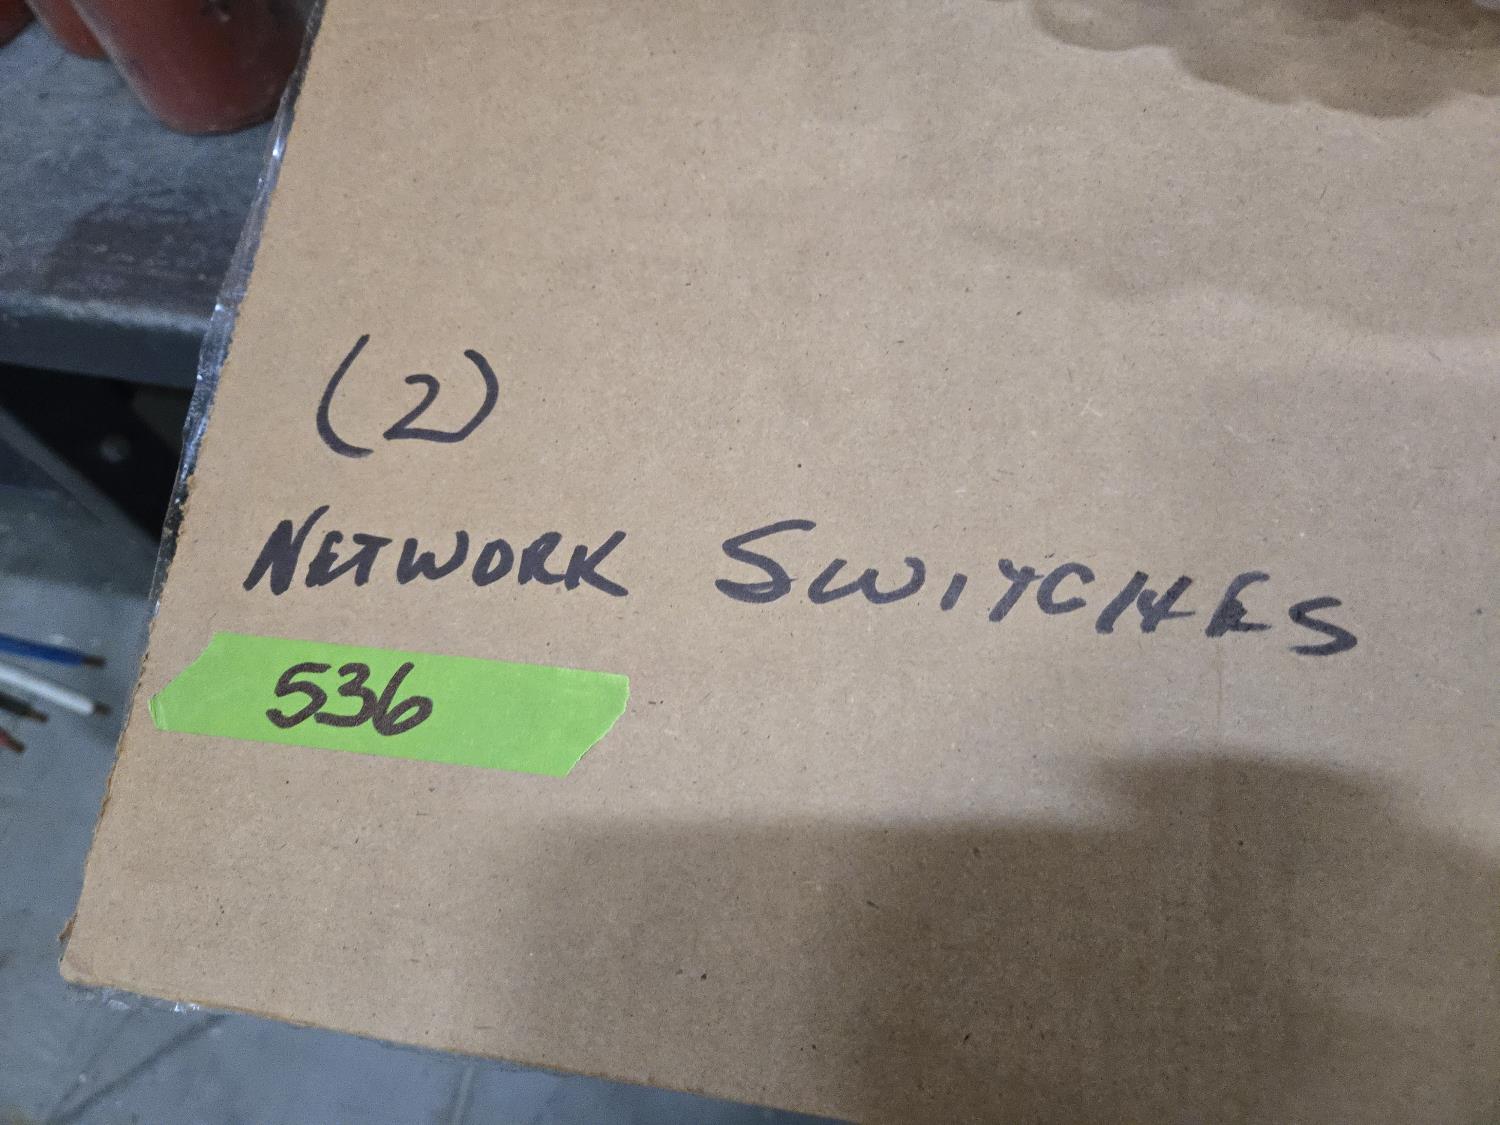 (2)
NETWORK SWITCHES
536